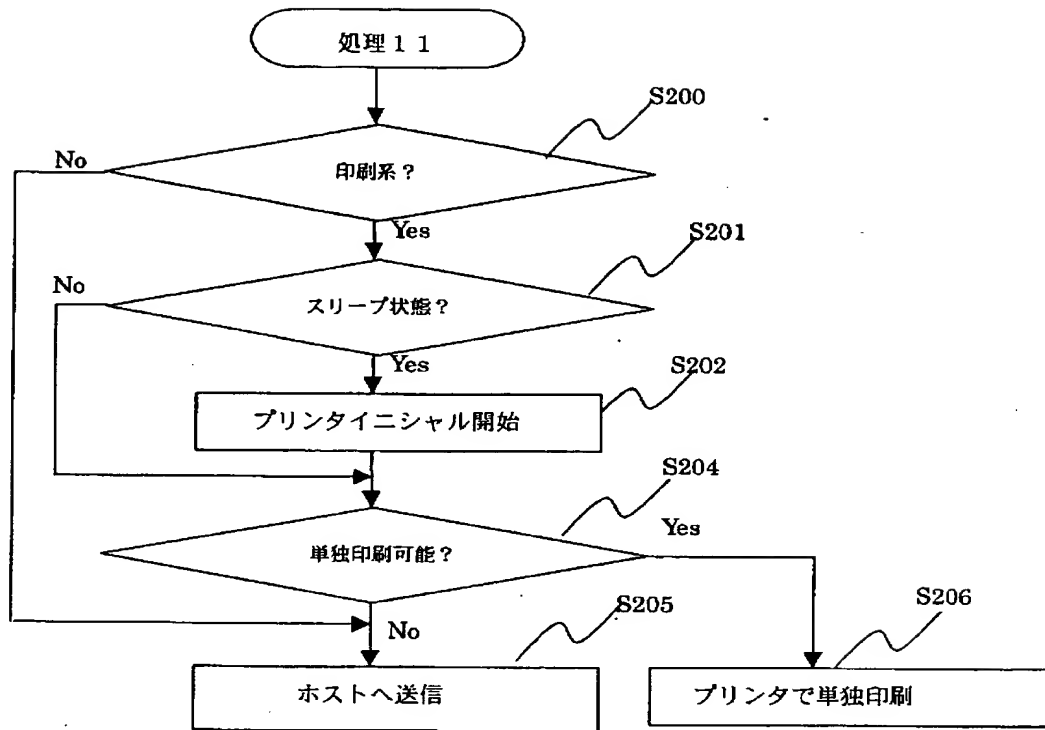 処理１１
S200
No
印刷系？
Yes
S201
No
スリープ状態？
Yes
S202
プリンタイニシャル開始
S204
Yes
単独印刷可能？
S205
S206
No
ホストへ送信
プリンタで単独印刷